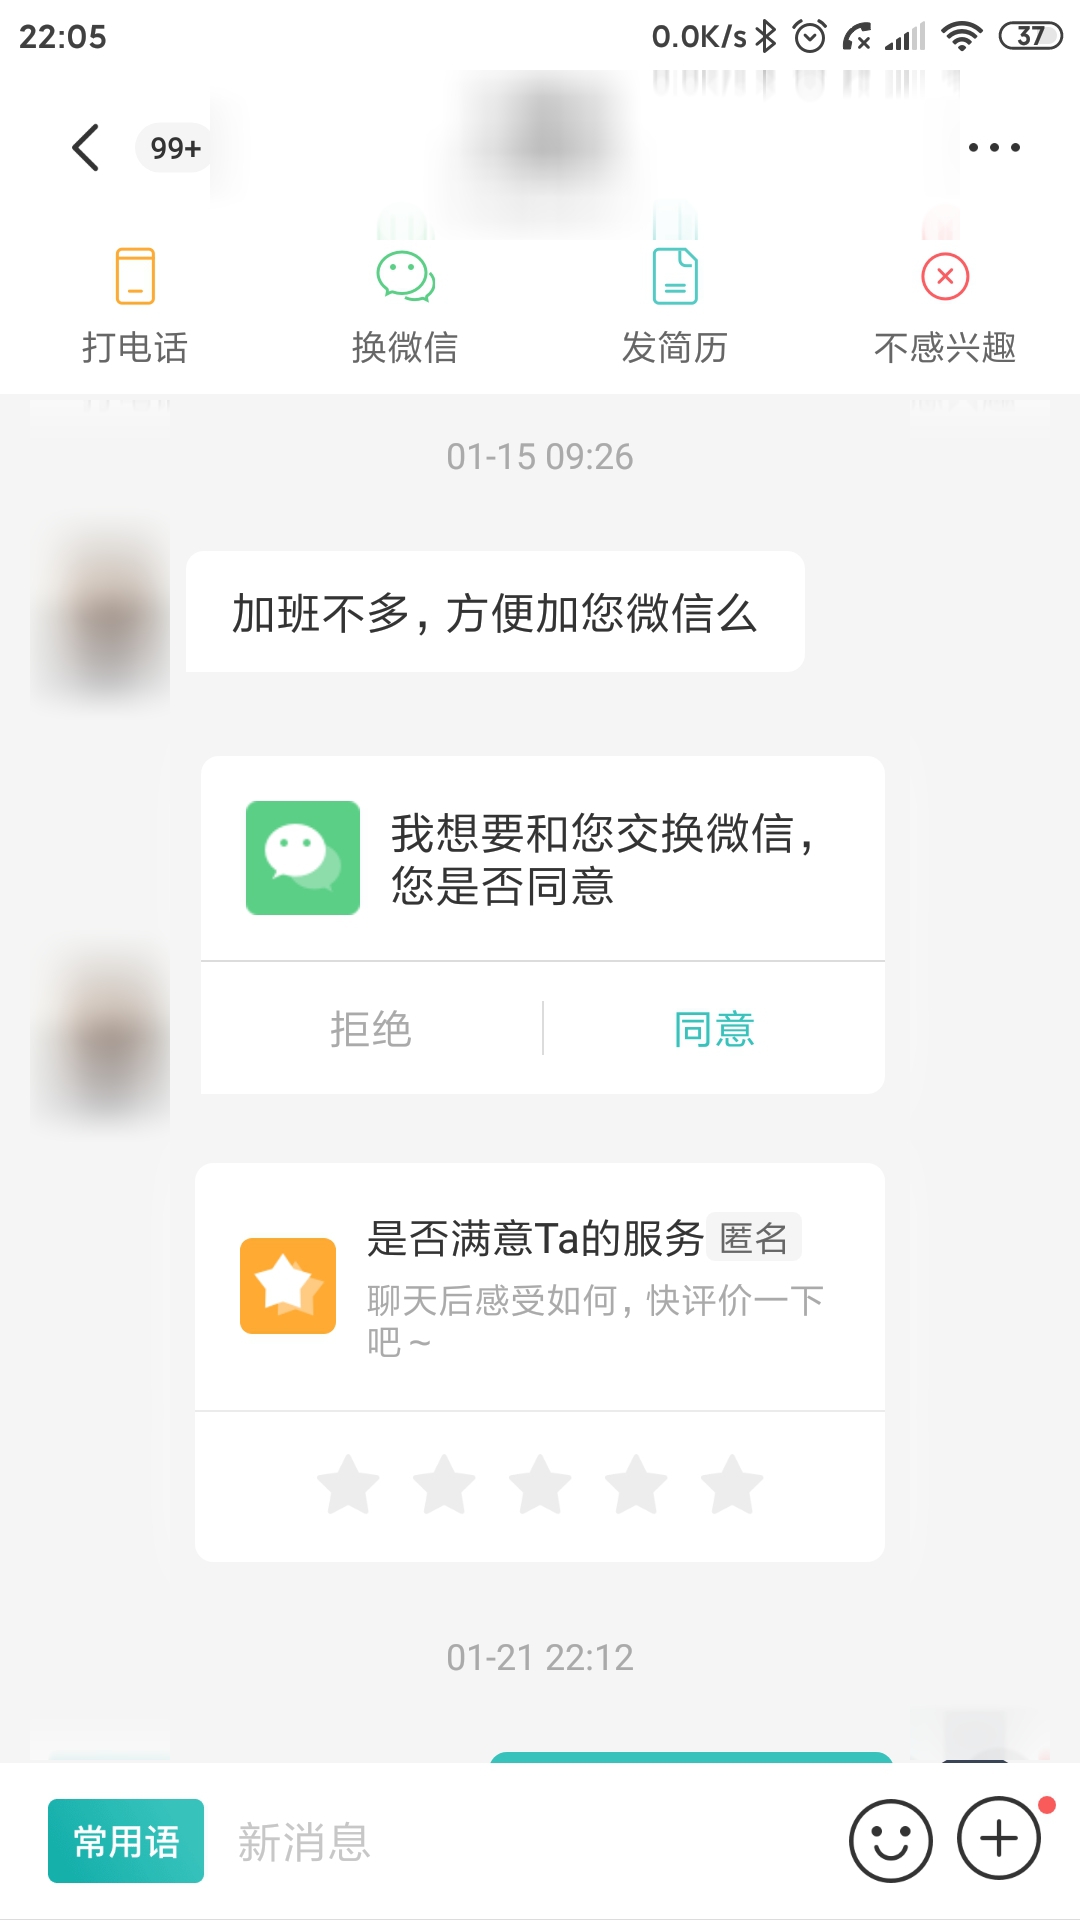 22:05 0.0K/s 37
99+
打电话 换微信 发简历 不感兴趣
01-15 09:26
加班不多，方便加您微信么
我想要和您交换微信，
您是否同意
拒绝 同意
是否满意Ta的服务 匿名
聊天后感受如何，快评价一下
吧～
01-21 22:12
常用语 新消息